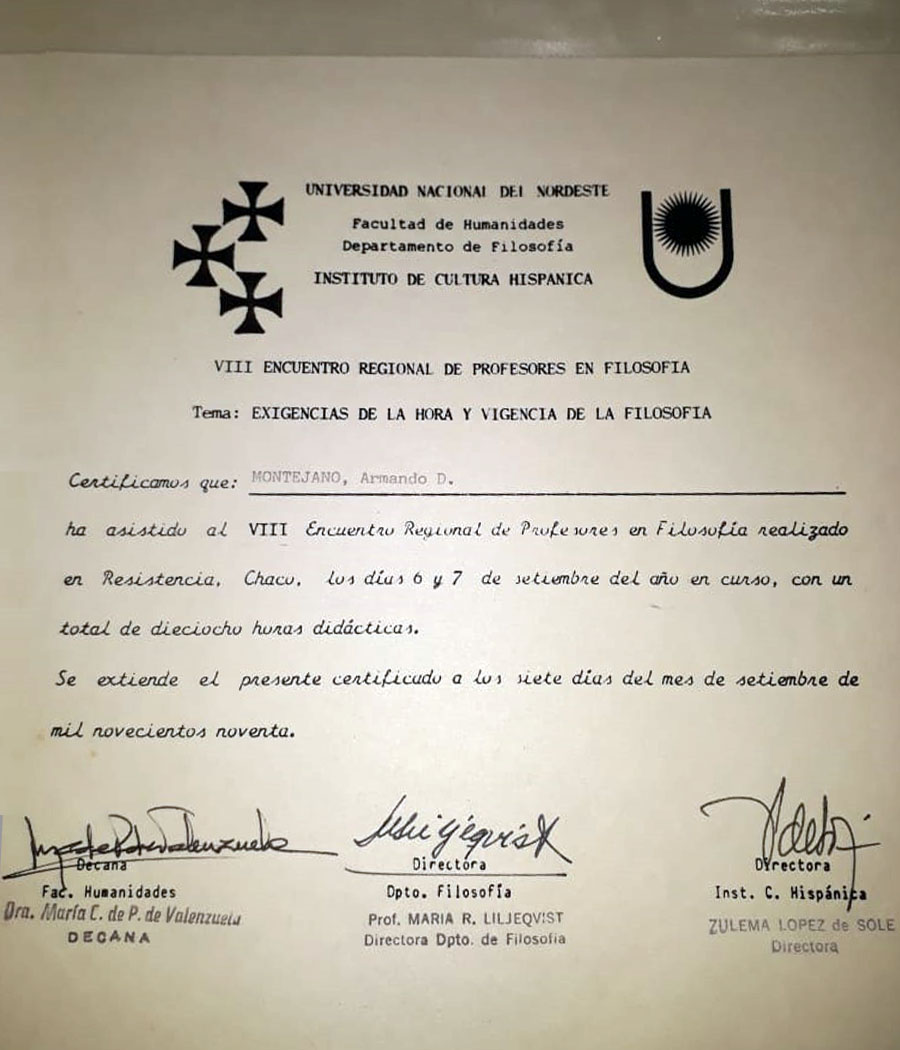 UNIVERSIDAD NACIONAL DEL NORDESTE
Facultad de Humanidades
Departamento de Filosofía
INSTITUTO DE CULTURA HISPANICA
VIII ENCUENTRO REGIONAL DE PROFESORES EN FILOSOFIA
Tema: EXIGENCIAS DE LA HORA Y VIGENCIA DE LA FILOSOFIA
Certificamos que: MONTEJANO, Armando D.
ha asistido al VIII Encuentro Regional de Profesores en Filosofía realizado
en Resistencia, Chaco, los días 6 y 7 de setiembre del año en curso, con un
total de dieciocho horas didácticas.
Se extiende el presente certificado a los siete días del mes de setiembre de
mil novecientos noventa.
Decana
Fac. Humanidades
Dra. María C. de P. de Valenzuela
DECANA
Directora
Dpto. Filosofía
Prof. MARIA R. LILJEQVIST
Directora Dpto. de Filosofia
Directora
Inst. C. Hispánica
ZULEMA LOPEZ de SOLE
Directora